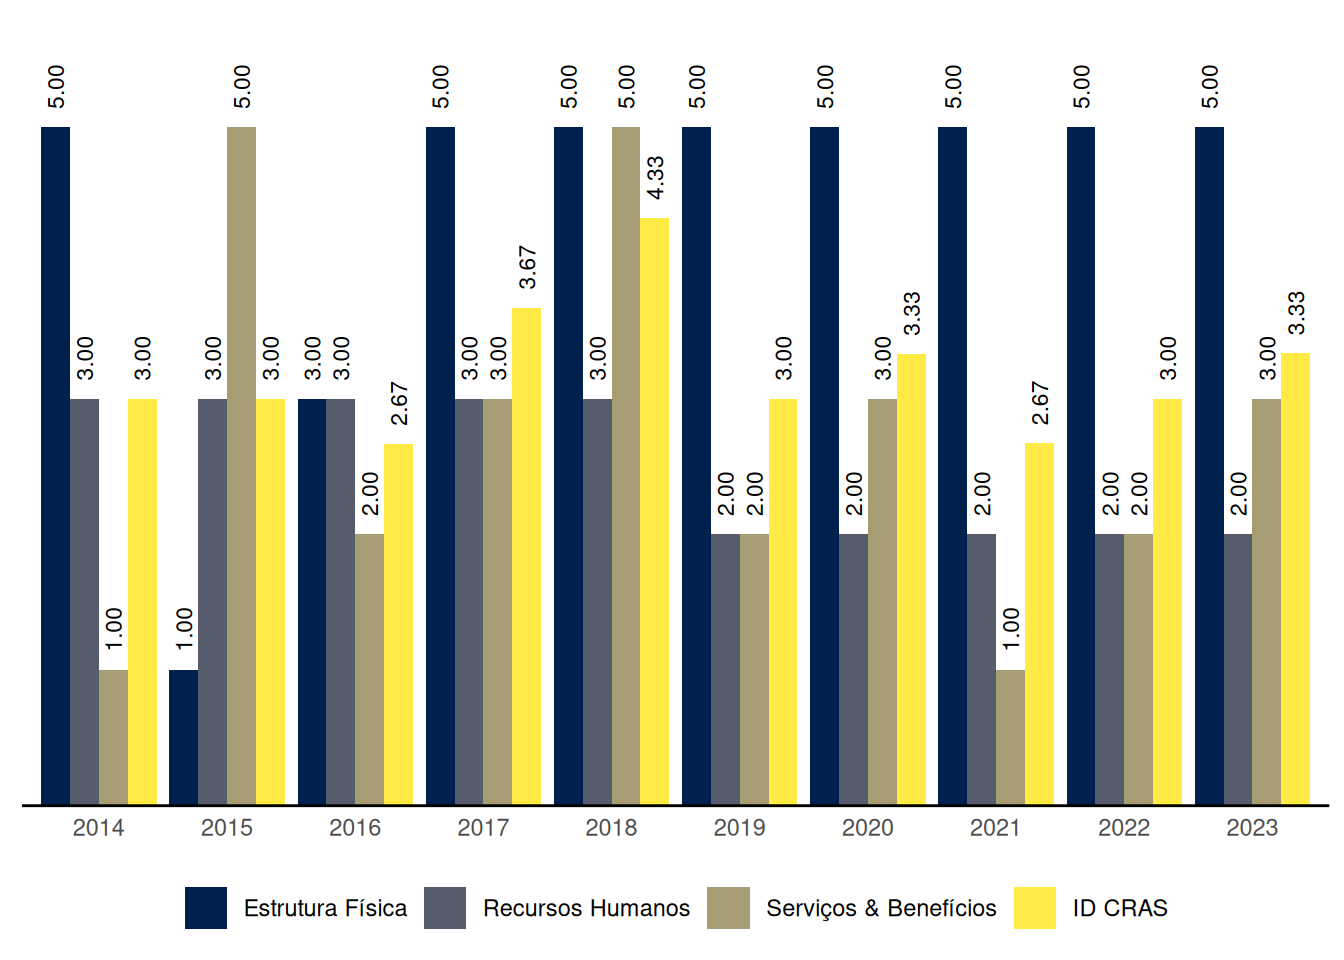 5.00 3.00 1.00 3.00
1.00 3.00 5.00 3.00
3.00 3.00 2.00 2.67
5.00 3.00 3.00 3.67
5.00 3.00 5.00 4.33
5.00 2.00 2.00 3.00
5.00 2.00 3.00 3.33
5.00 2.00 1.00 2.67
5.00 2.00 2.00 3.00
5.00 2.00 3.00 3.33
2014 2015 2016 2017 2018 2019 2020 2021 2022 2023
Estrutura Física Recursos Humanos Serviços & Benefícios ID CRAS